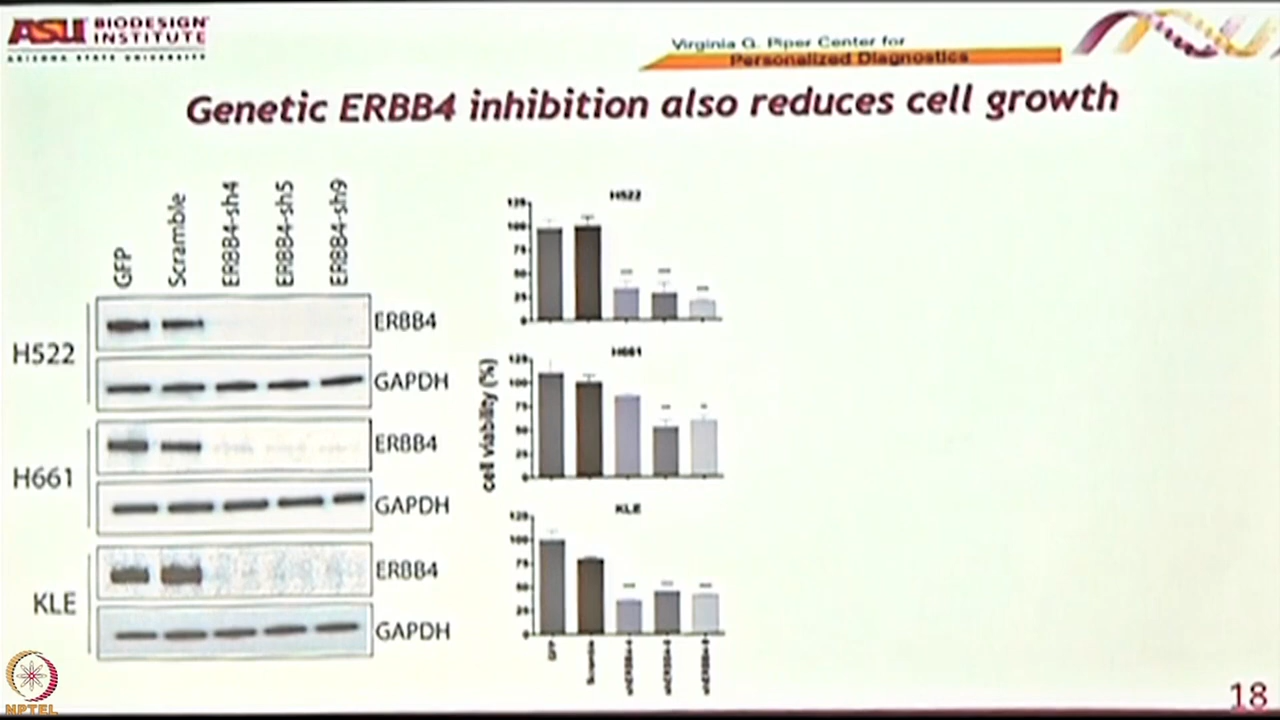 ASU BIODESIGN
INSTITUTE
ARIZONA STATE UNIVERSITY
Virginia G. Piper Center for
Personalized Diagnostics
Genetic ERBB4 inhibition also reduces cell growth
GFP
Scramble
ERBB4-sh4
ERBB4-sh5
ERBB4-sh9
H522
ERBB4
GAPDH
H661
ERBB4
GAPDH
KLE
ERBB4
GAPDH
cell viability (%)
H522
125
100
75
50
25
0
H661
125
100
75
50
25
0
KLE
125
100
75
50
25
0
GFP
Scramble
NPTEL
18